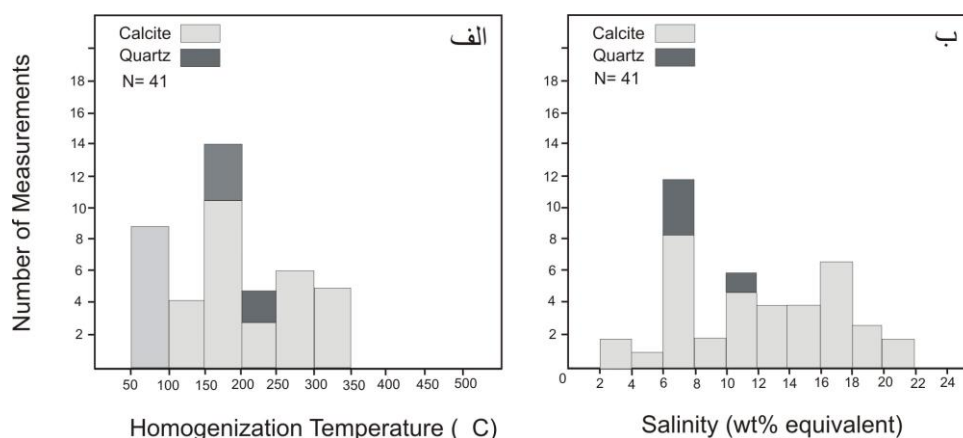 الف
Calcite
Quartz
N= 41
Number of Measurements
18
16
14
12
10
8
6
4
2
50 100 150 200 250 300 350 400 450 500
Homogenization Temperature ( C)
ب
Calcite
Quartz
N= 41
18
16
14
12
10
8
6
4
2
0
2 4 6 8 10 12 14 16 18 20 22 24
Salinity (wt% equivalent)